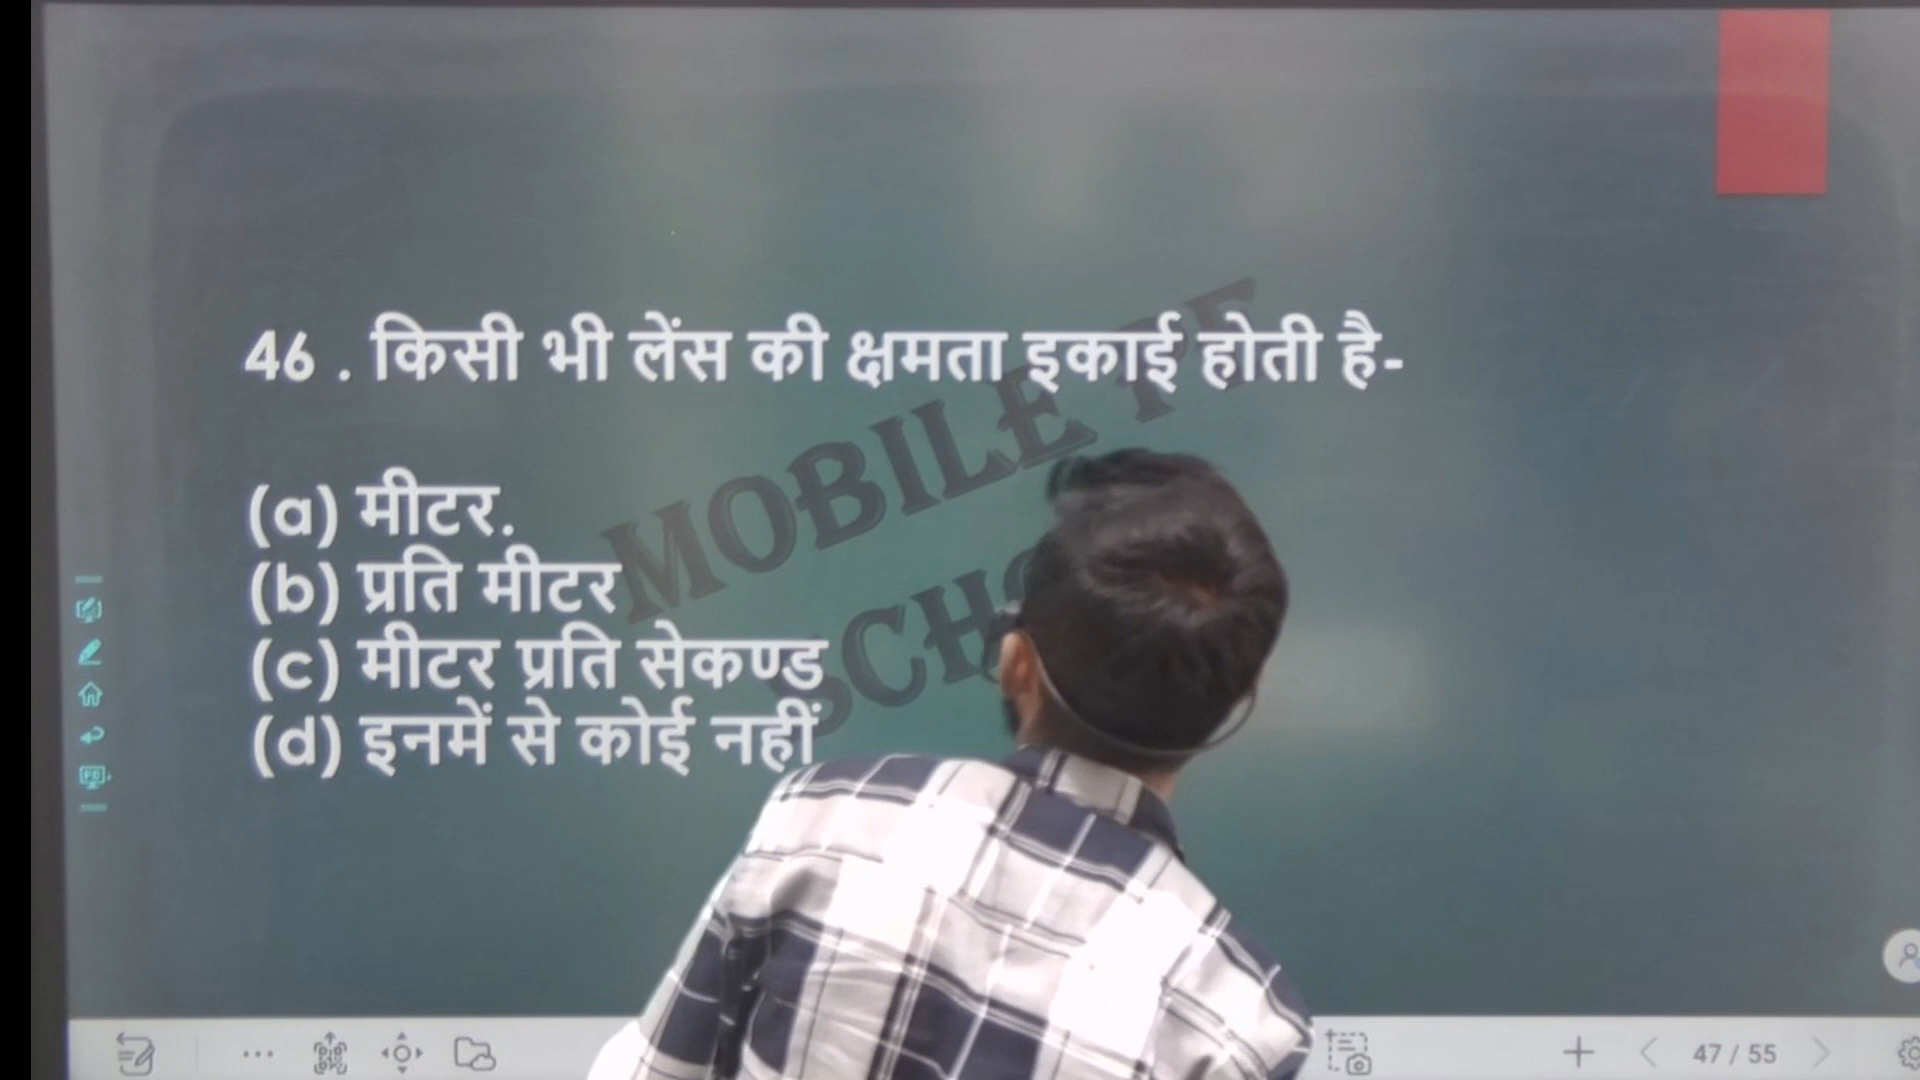 46 . किसी भी लेंस की क्षमता इकाई होती है-
(a) मीटर.
(b) प्रति मीटर
(c) मीटर प्रति सेकण्ड
(d) इनमें से कोई नहीं
MOBILE
47 / 55